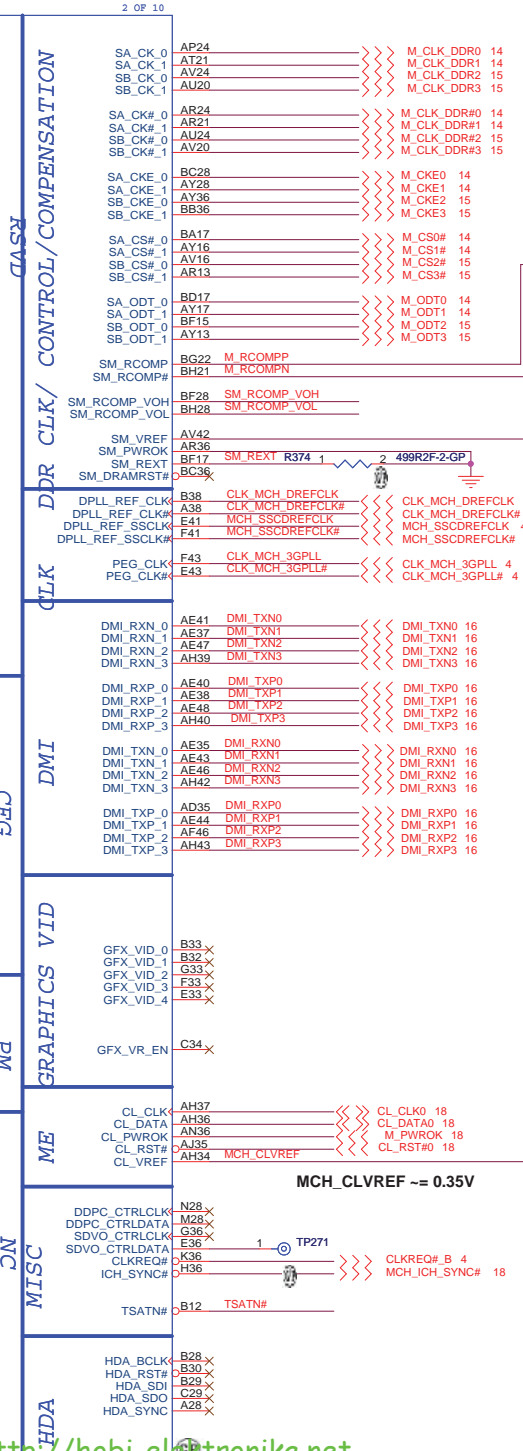 2 OF 10
DDR CLK/ CONTROL/COMPENSATION
RSVD
SA_CK_0 AP24 M_CLK_DDR0 14
SA_CK_1 AT21 M_CLK_DDR1 14
SB_CK_0 AV24 M_CLK_DDR2 15
SB_CK_1 AU20 M_CLK_DDR3 15
SA_CK#_0 AR24 M_CLK_DDR#0 14
SA_CK#_1 AR21 M_CLK_DDR#1 14
SB_CK#_0 AU24 M_CLK_DDR#2 15
SB_CK#_1 AV20 M_CLK_DDR#3 15
SA_CKE_0 BC28 M_CKE0 14
SA_CKE_1 AY28 M_CKE1 14
SB_CKE_0 AY36 M_CKE2 15
SB_CKE_1 BB36 M_CKE3 15
SA_CS#_0 BA17 M_CS0# 14
SA_CS#_1 AY16 M_CS1# 14
SB_CS#_0 AV16 M_CS2# 15
SB_CS#_1 AR13 M_CS3# 15
SA_ODT_0 BD17 M_ODT0 14
SA_ODT_1 AY17 M_ODT1 14
SB_ODT_0 BF15 M_ODT2 15
SB_ODT_1 AY13 M_ODT3 15
SM_RCOMP BG22 M_RCOMPP
SM_RCOMP# BH21 M_RCOMPN
SM_RCOMP_VOH BF28 SM_RCOMP_VOH
SM_RCOMP_VOL BH28 SM_RCOMP_VOL
SM_VREF AV42
SM_PWROK AR36
SM_REXT BF17 SM_REXT R374 1 2 499R2F-2-GP
SM_DRAMRST# BC36
CLK
DPLL_REF_CLK B38 CLK_MCH_DREFCLK CLK_MCH_DREFCLK
DPLL_REF_CLK# A38 CLK_MCH_DREFCLK# CLK_MCH_DREFCLK#
DPLL_REF_SSCLK E41 MCH_SSCDREFCLK MCH_SSCDREFCLK 4
DPLL_REF_SSCLK# F41 MCH_SSCDREFCLK# MCH_SSCDREFCLK#
PEG_CLK F43 CLK_MCH_3GPLL CLK_MCH_3GPLL 4
PEG_CLK# E43 CLK_MCH_3GPLL# CLK_MCH_3GPLL# 4
DMI
CFG
DMI_RXN_0 AE41 DMI_TXN0 DMI_TXN0 16
DMI_RXN_1 AE37 DMI_TXN1 DMI_TXN1 16
DMI_RXN_2 AE47 DMI_TXN2 DMI_TXN2 16
DMI_RXN_3 AH39 DMI_TXN3 DMI_TXN3 16
DMI_RXP_0 AE40 DMI_TXP0 DMI_TXP0 16
DMI_RXP_1 AE38 DMI_TXP1 DMI_TXP1 16
DMI_RXP_2 AE48 DMI_TXP2 DMI_TXP2 16
DMI_RXP_3 AH40 DMI_TXP3 DMI_TXP3 16
DMI_TXN_0 AE35 DMI_RXN0 DMI_RXN0 16
DMI_TXN_1 AE43 DMI_RXN1 DMI_RXN1 16
DMI_TXN_2 AE46 DMI_RXN2 DMI_RXN2 16
DMI_TXN_3 AH42 DMI_RXN3 DMI_RXN3 16
DMI_TXP_0 AD35 DMI_RXP0 DMI_RXP0 16
DMI_TXP_1 AE44 DMI_RXP1 DMI_RXP1 16
DMI_TXP_2 AF46 DMI_RXP2 DMI_RXP2 16
DMI_TXP_3 AH43 DMI_RXP3 DMI_RXP3 16
GRAPHICS VID
PM
GFX_VID_0 B33
GFX_VID_1 B32
GFX_VID_2 G33
GFX_VID_3 F33
GFX_VID_4 E33
GFX_VR_EN C34
ME
CL_CLK AH37 CL_CLK0 18
CL_DATA AH36 CL_DATA0 18
CL_PWROK AN36 M_PWROK 18
CL_RST# AJ35 CL_RST#0 18
CL_VREF AH34 MCH_CLVREF
MCH_CLVREF ~= 0.35V
NC
MISC
DDPC_CTRLCLK N28
DDPC_CTRLDATA M28
SDVO_CTRLCLK G36
SDVO_CTRLDATA E36 1 TP271
CLKREQ# K36 CLKREQ#_B 4
ICH_SYNC# H36 MCH_ICH_SYNC# 18
TSATN# B12 TSATN#
HDA
HDA_BCLK B28
HDA_RST# B30
HDA_SDI B29
HDA_SDO C29
HDA_SYNC A28